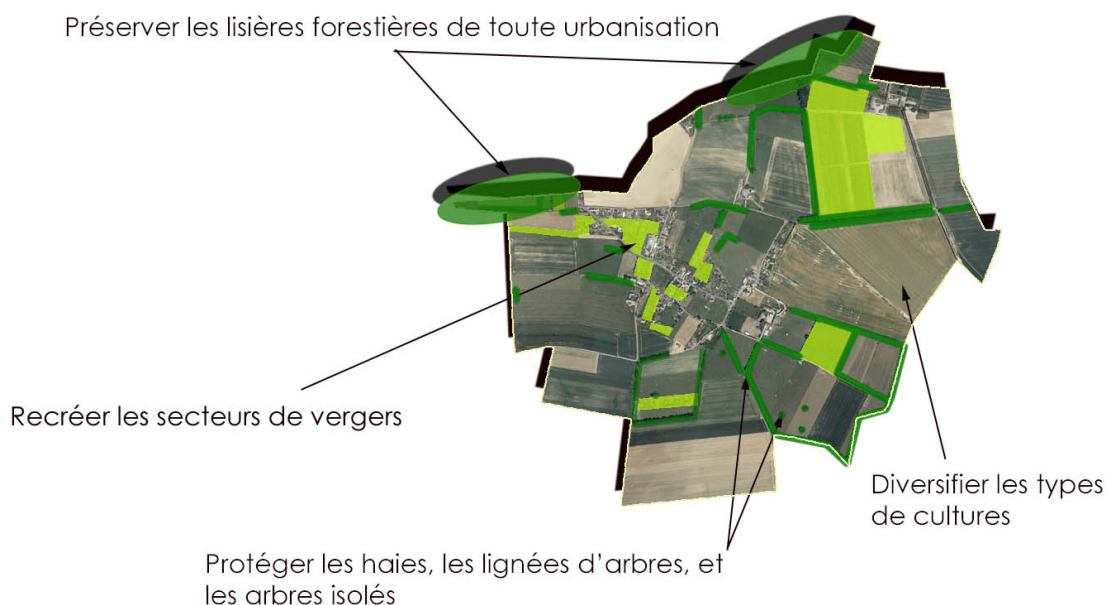 Préserver les lisières forestières de toute urbanisation
Recréer les secteurs de vergers
Diversifier les types
de cultures
Protéger les haies, les lignées d'arbres, et
les arbres isolés